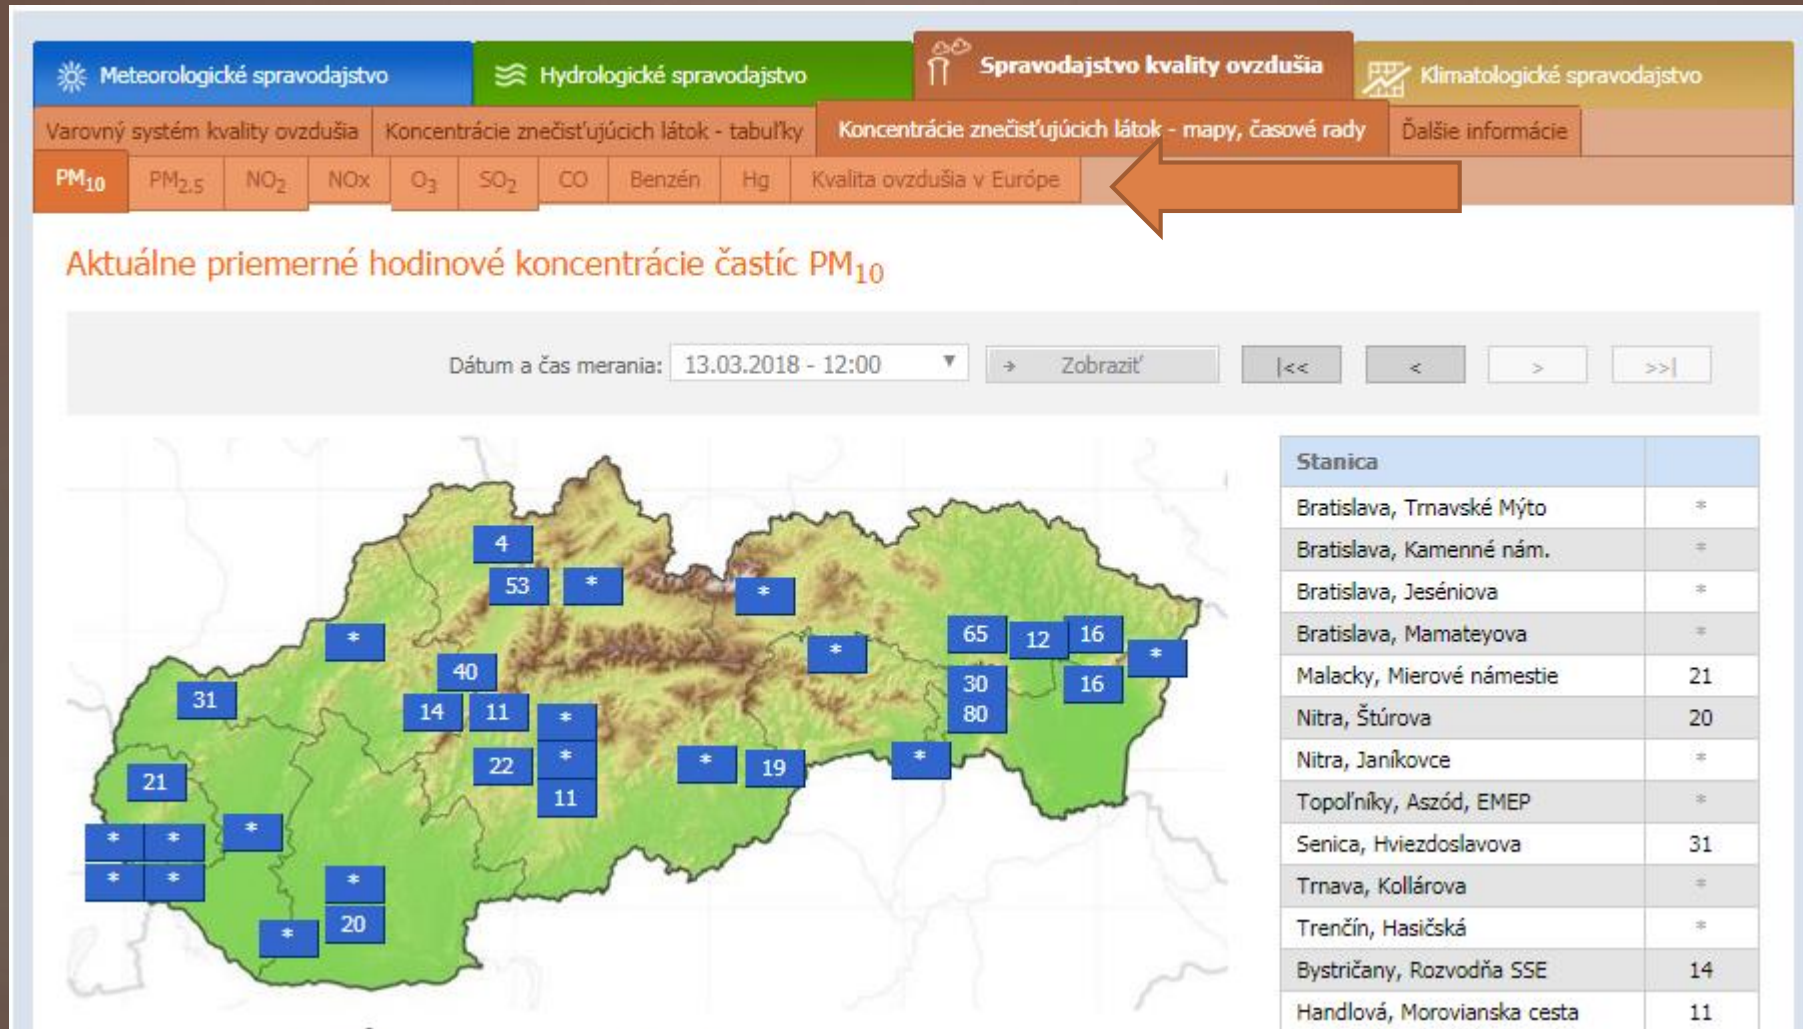 Meteorologické spravodajstvo
Hydrologické spravodajstvo
Spravodajstvo kvality ovzdušia
Klimatologické spravodajstvo
Varovný systém kvality ovzdušia
Koncentrácie znečisťujúcich látok - tabuľky
Koncentrácie znečisťujúcich látok - mapy, časové rady
Ďalšie informácie
PM10 PM2.5 NO2 NOx O3 SO2 CO Benzén Hg Kvalita ovzdušia v Európe
Aktuálne priemerné hodinové koncentrácie častíc PM10
Dátum a čas merania: 13.03.2018 - 12:00 Zobraziť |<< < > >>|
4
53 * *
* 65 12 16
* *
40 30 16
31 14 11 * 80
22 * * 19 *
21 11
* * *
* * *
* 20
Stanica
Bratislava, Trnavské Mýto *
Bratislava, Kamenné nám. *
Bratislava, Jeséniova *
Bratislava, Mamateyova *
Malacky, Mierové námestie 21
Nitra, Štúrova 20
Nitra, Janíkovce *
Topoľníky, Aszód, EMEP *
Senica, Hviezdoslavova 31
Trnava, Kollárova *
Trenčín, Hasičská *
Bystričany, Rozvodňa SSE 14
Handlová, Morovianska cesta 11